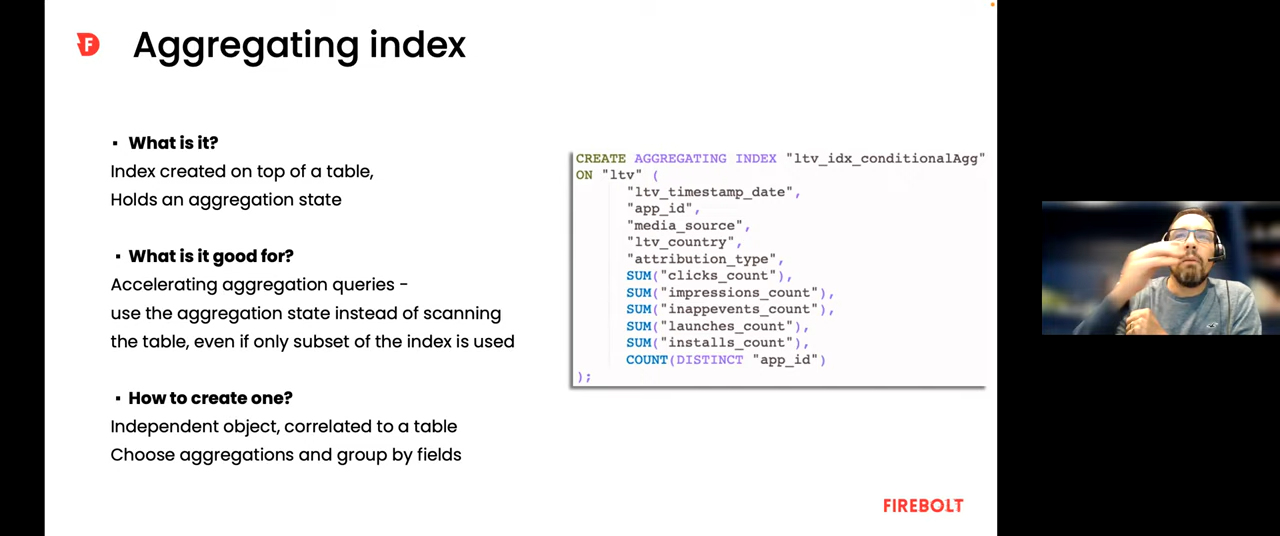 Aggregating index
▪ What is it?
Index created on top of a table,
Holds an aggregation state
▪ What is it good for?
Accelerating aggregation queries -
use the aggregation state instead of scanning
the table, even if only subset of the index is used
▪ How to create one?
Independent object, correlated to a table
Choose aggregations and group by fields
CREATE AGGREGATING INDEX "ltv_idx_conditionalAgg"
ON "ltv" (
"ltv_timestamp_date",
"app_id",
"media_source",
"ltv_country",
"attribution_type",
SUM("clicks_count"),
SUM("impressions_count"),
SUM("inappevents_count"),
SUM("launches_count"),
SUM("installs_count"),
COUNT(DISTINCT "app_id")
);
FIREBOLT